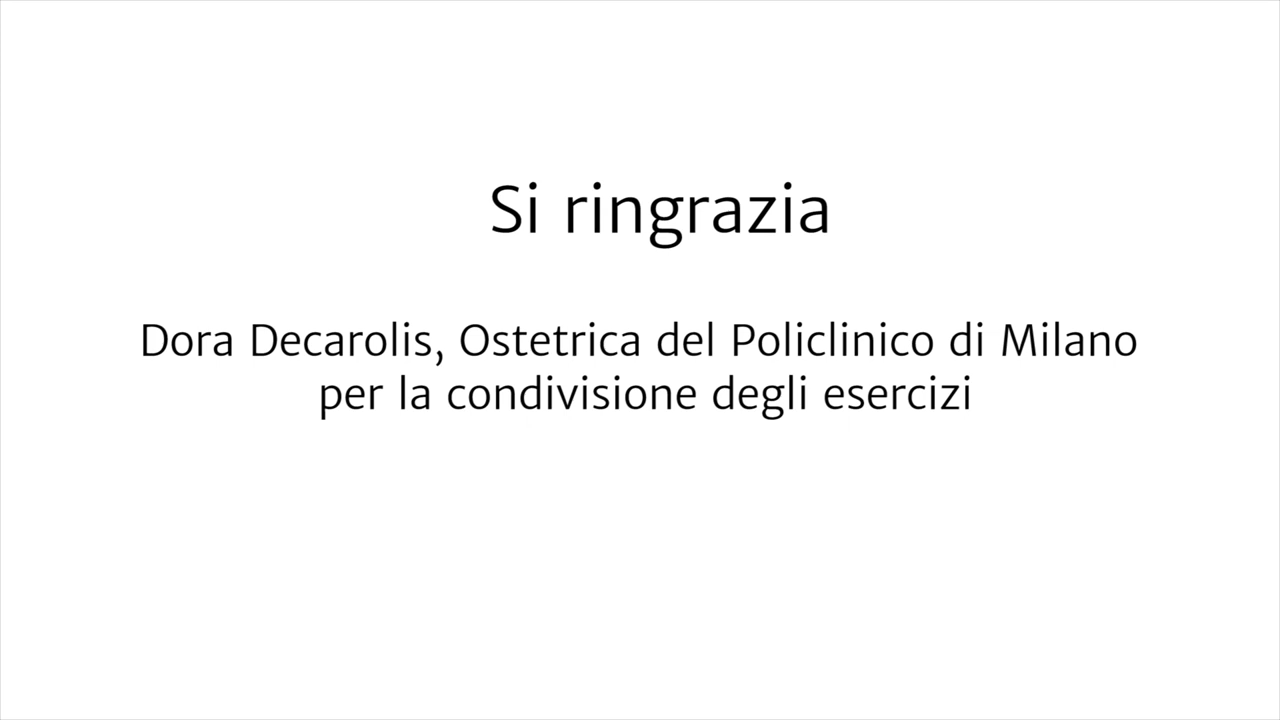 Si ringrazia
Dora Decarolis, Ostetrica del Policlinico di Milano
per la condivisione degli esercizi